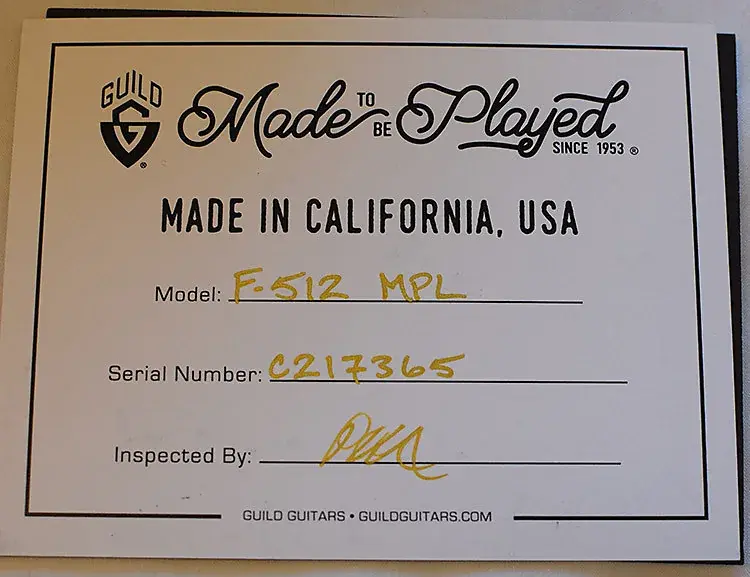 GUILD
G
Made TO BE Played
SINCE 1953 ®
MADE IN CALIFORNIA, USA
Model: F-512 MPL
Serial Number: C217365
Inspected By:
GUILD GUITARS • GUILDGUITARS.COM